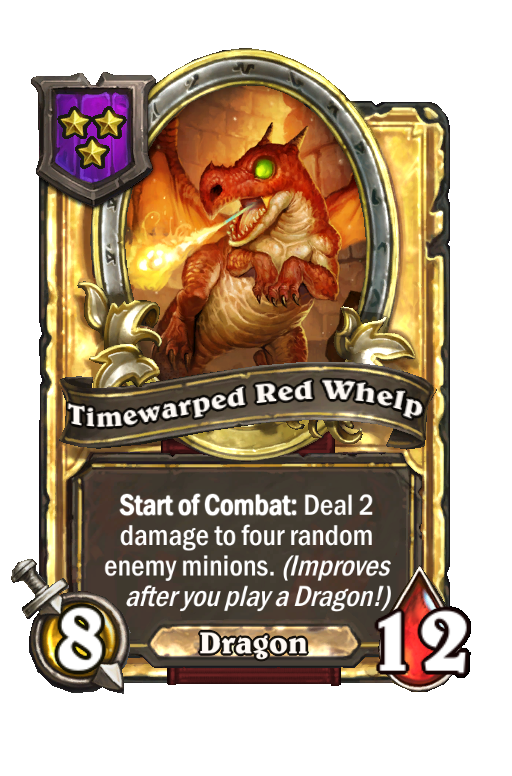 Timewarped Red Whelp
Start of Combat: Deal 2
damage to four random
enemy minions. (Improves
after you play a Dragon!)
8
Dragon
12